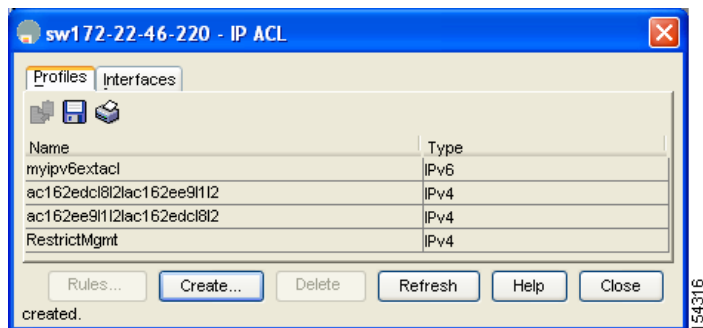 sw172-22-46-220 - IP ACL
Profiles Interfaces
Name Type
myipv6extacl IPv6
ac162edcl8l2lac162ee9l1l2 IPv4
ac162ee9l1l2lac162edcl8l2 IPv4
RestrictMgmt IPv4
Rules... Create... Delete Refresh Help Close
created.
154316